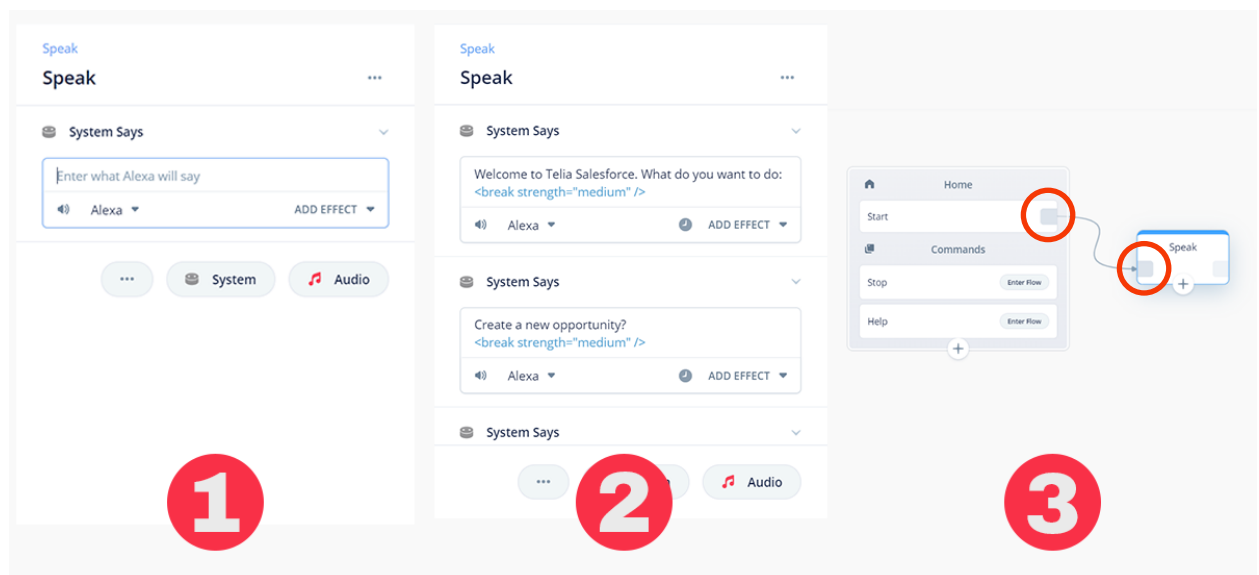 Speak
Speak
...
System Says
Enter what Alexa will say
Alexa
ADD EFFECT
...
System
Audio
1
Speak
Speak
...
System Says
Welcome to Telia Salesforce. What do you want to do:
<break strength="medium" />
Alexa
ADD EFFECT
System Says
Create a new opportunity?
<break strength="medium" />
Alexa
ADD EFFECT
System Says
...
Audio
2
Home
Start
Commands
Stop
Enter Flow
Help
Enter Flow
+
Speak
+
3